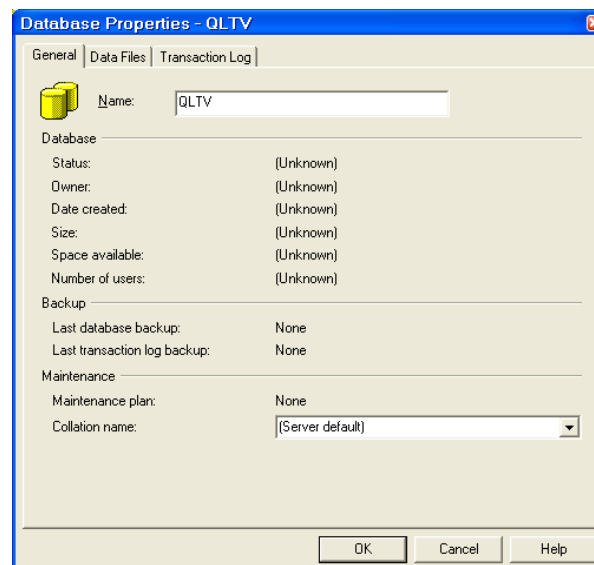 Database Properties - QLTV
General Data Files Transaction Log
Name: QLTV
Database
Status: (Unknown)
Owner: (Unknown)
Date created: (Unknown)
Size: (Unknown)
Space available: (Unknown)
Number of users: (Unknown)
Backup
Last database backup: None
Last transaction log backup: None
Maintenance
Maintenance plan: None
Collation name: (Server default)
OK Cancel Help